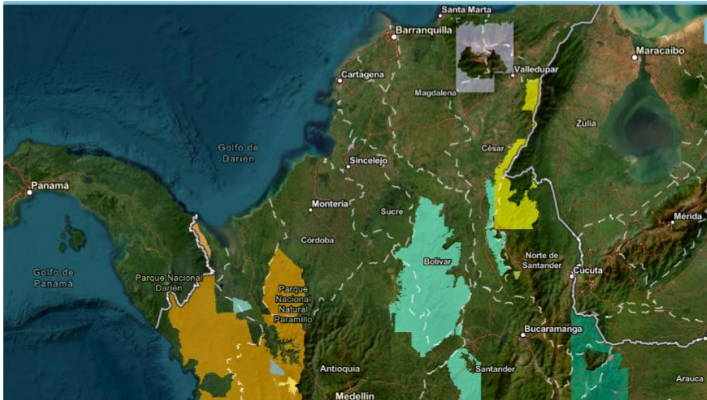 Santa Marta
Barranquilla
Maracaibo
Valledupar
Cartagena
Magdalena
Zulia
Golfo de
Darién
César
Sincelejo
Panamá
Montería
Sucre
Mérida
Córdoba
Golfo de
Panamá
Parque Nacional
Darién
Bolívar
Norte de
Santander
Cúcuta
Parque
Nacional
Natural
Paramillo
Bucaramanga
Antioquia
Santander
Arauca
Medellín